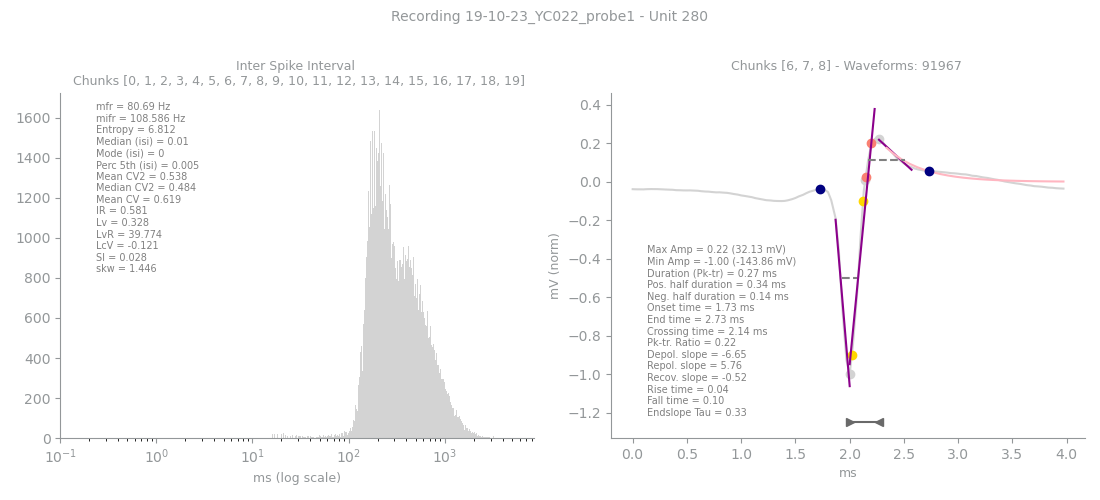 Recording 19-10-23_YC022_probe1 - Unit 280
Inter Spike Interval
Chunks [0, 1, 2, 3, 4, 5, 6, 7, 8, 9, 10, 11, 12, 13, 14, 15, 16, 17, 18, 19]
mfr = 80.69 Hz
mifr = 108.586 Hz
Entropy = 6.812
Median (isi) = 0.01
Mode (isi) = 0
Perc 5th (isi) = 0.005
Mean CV2 = 0.538
Median CV2 = 0.484
Mean CV = 0.619
IR = 0.581
Lv = 0.328
LvR = 39.774
LcV = -0.121
SI = 0.028
skw = 1.446
1600
1400
1200
1000
800
600
400
200
0
10⁻¹ 10⁰ 10¹ 10² 10³
ms (log scale)
Chunks [6, 7, 8] - Waveforms: 91967
mV (norm)
0.4
0.2
0.0
−0.2
−0.4
−0.6
−0.8
−1.0
−1.2
Max Amp = 0.22 (32.13 mV)
Min Amp = -1.00 (-143.86 mV)
Duration (Pk-tr) = 0.27 ms
Pos. half duration = 0.34 ms
Neg. half duration = 0.14 ms
Onset time = 1.73 ms
End time = 2.73 ms
Crossing time = 2.14 ms
Pk-tr. Ratio = 0.22
Depol. slope = -6.65
Repol. slope = 5.76
Recov. slope = -0.52
Rise time = 0.04
Fall time = 0.10
Endslope Tau = 0.33
0.0 0.5 1.0 1.5 2.0 2.5 3.0 3.5 4.0
ms